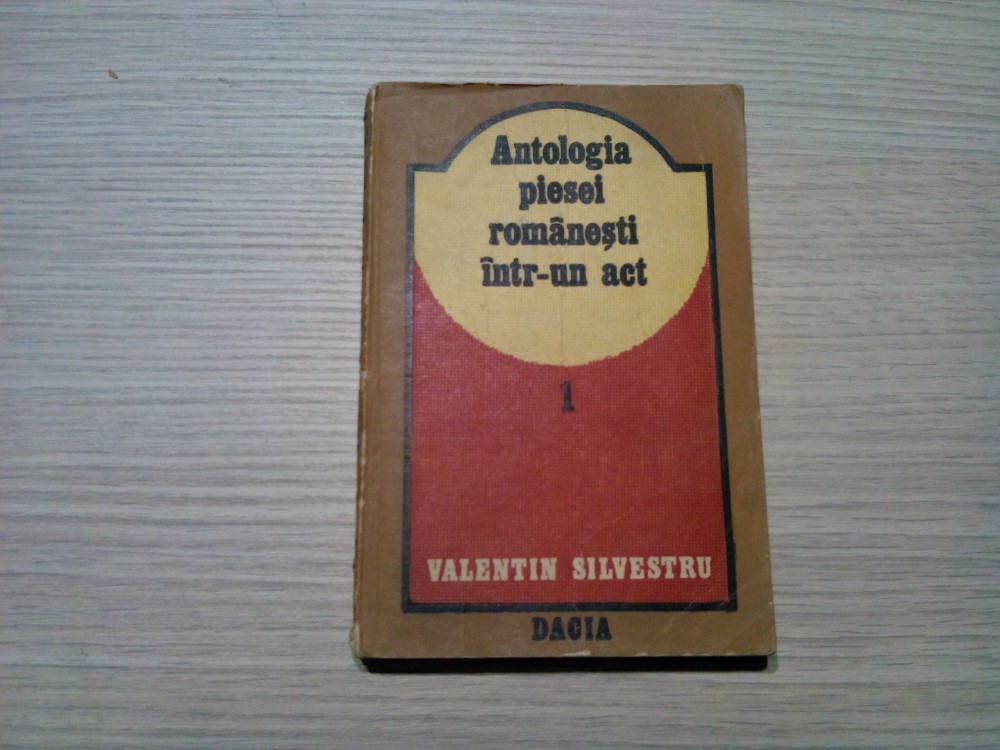 Antologia
piesei
românești
într-un act
1
VALENTIN SILVESTRU
DACIA